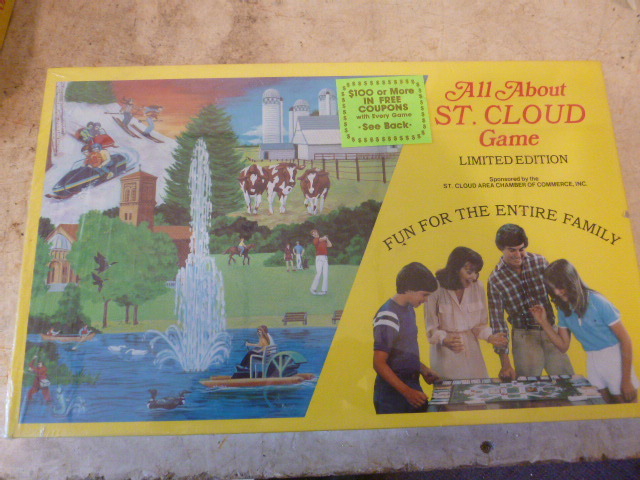 $100 or More
IN FREE
COUPONS
with Every Game
-See Back-
All About
ST. CLOUD
Game
LIMITED EDITION
Sponsored by the
ST. CLOUD AREA CHAMBER OF COMMERCE, INC.
FUN FOR THE ENTIRE FAMILY